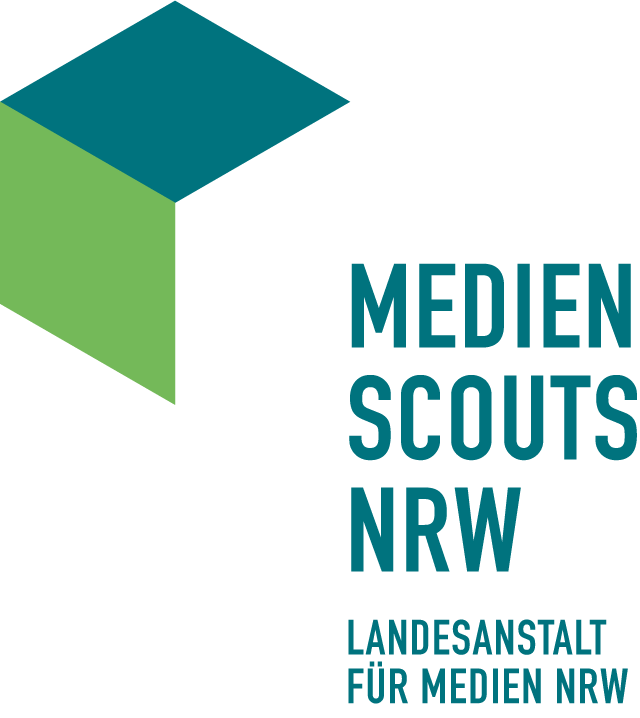 MEDIEN
SCOUTS
NRW
LANDESANSTALT
FÜR MEDIEN NRW